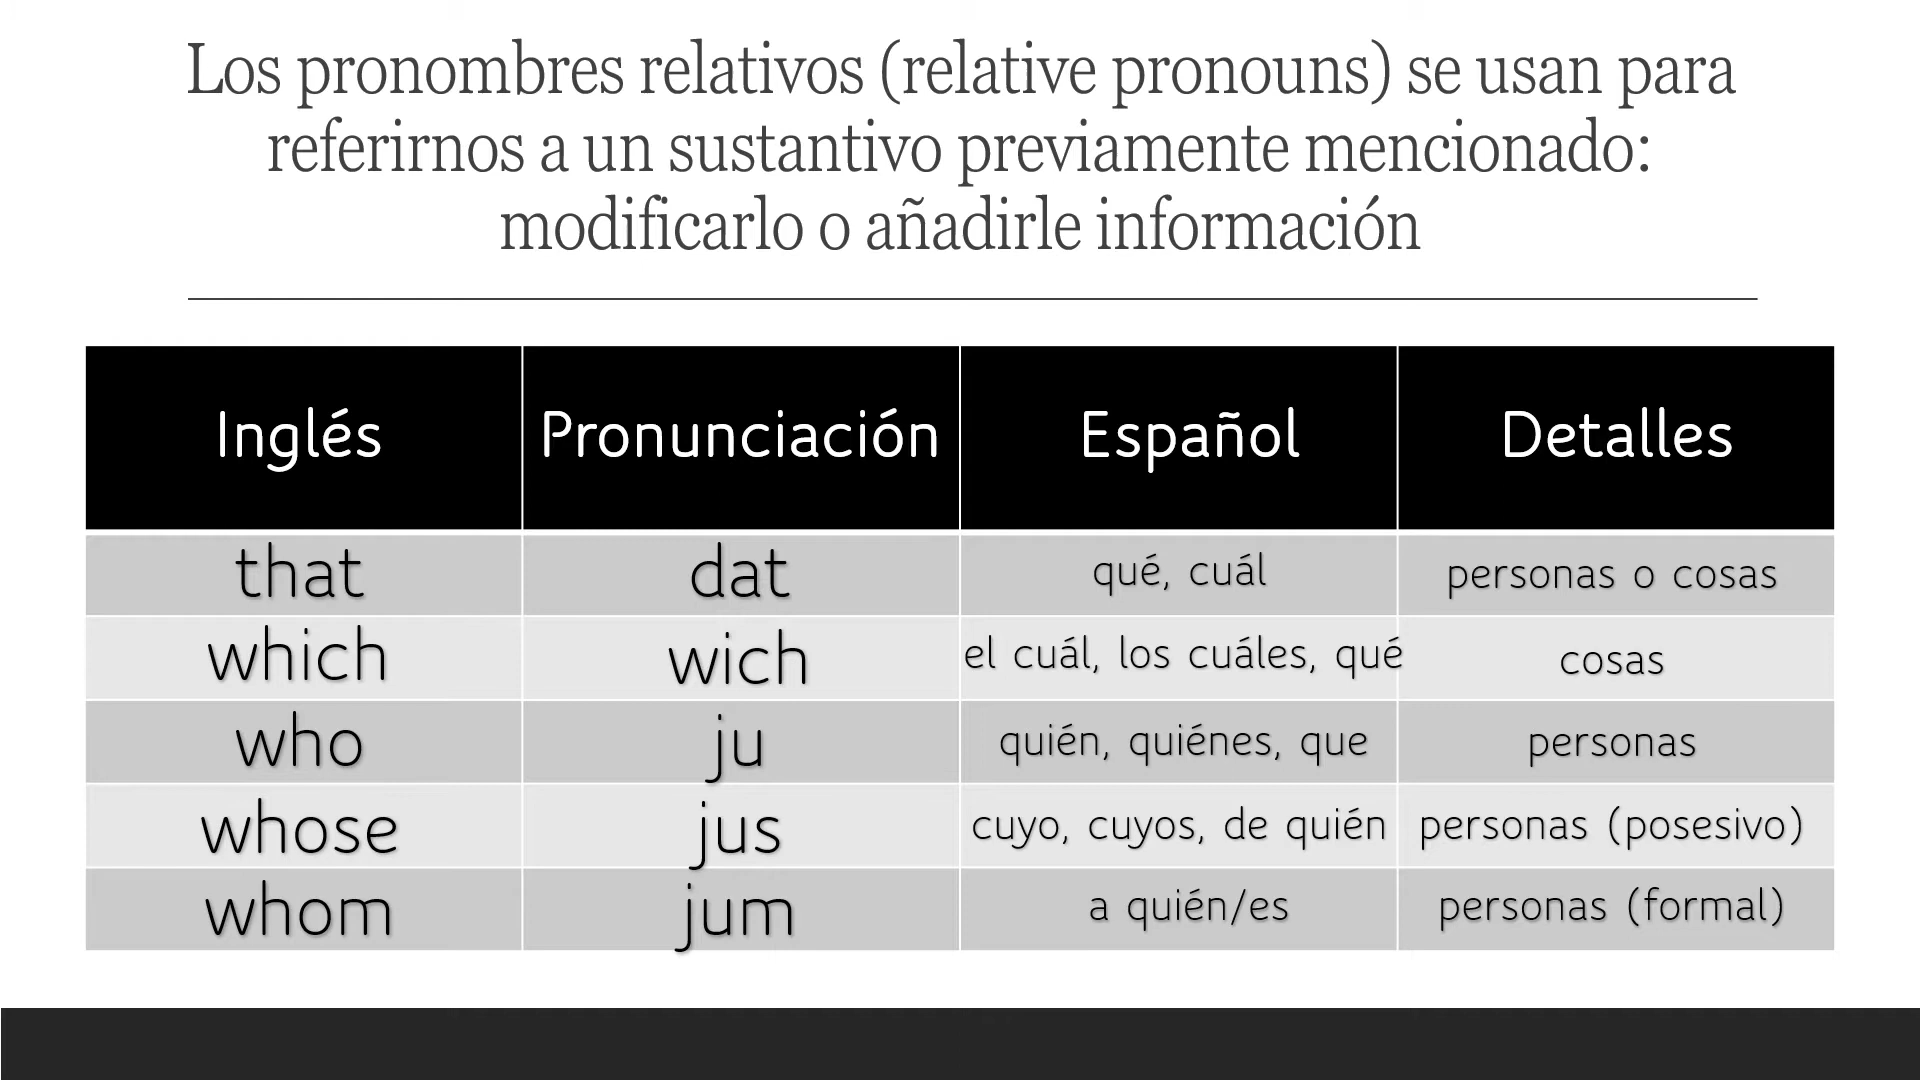 Los pronombres relativos (relative pronouns) se usan para
referirnos a un sustantivo previamente mencionado:
modificarlo o añadirle información
Inglés Pronunciación Español Detalles
that dat qué, cuál personas o cosas
which wich el cuál, los cuáles, qué cosas
who ju quién, quiénes, que personas
whose jus cuyo, cuyos, de quién personas (posesivo)
whom jum a quién/es personas (formal)